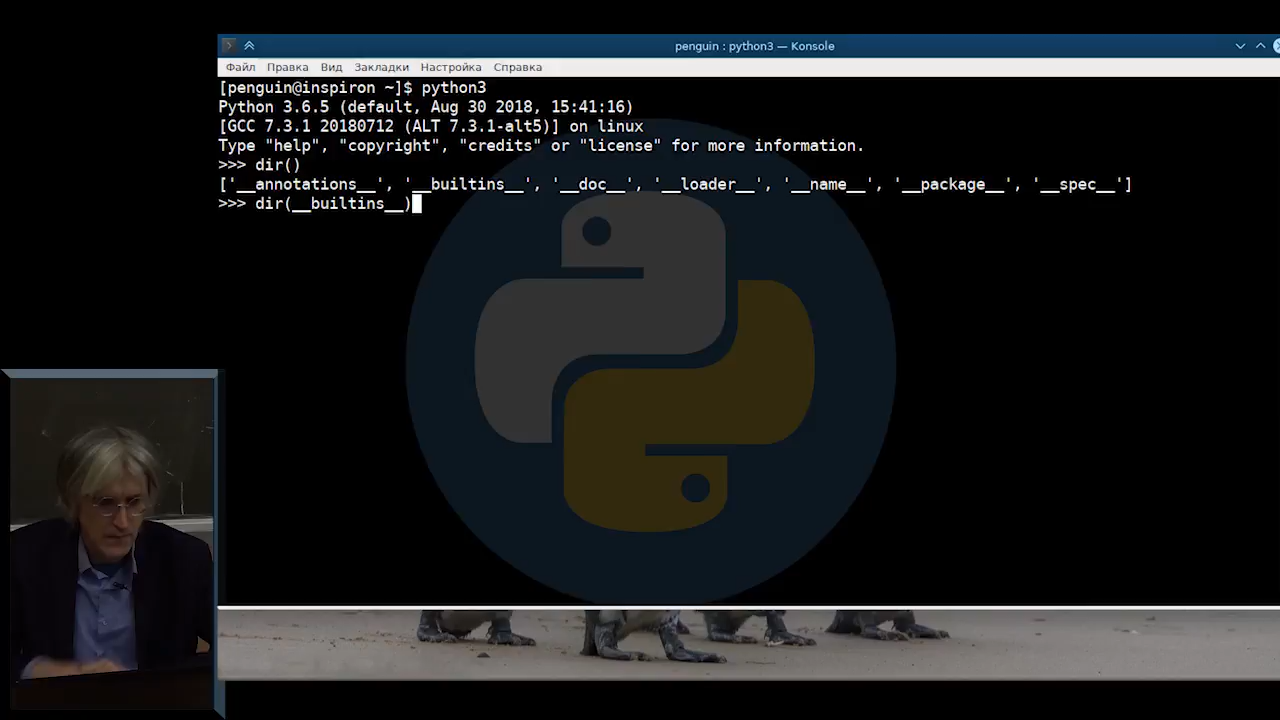 penguin : python3 — Konsole
Файл Правка Вид Закладки Настройка Справка
[penguin@inspiron ~]$ python3
Python 3.6.5 (default, Aug 30 2018, 15:41:16)
[GCC 7.3.1 20180712 (ALT 7.3.1-alt5)] on linux
Type "help", "copyright", "credits" or "license" for more information.
>>> dir()
['__annotations__', '__builtins__', '__doc__', '__loader__', '__name__', '__package__', '__spec__']
>>> dir(__builtins__)